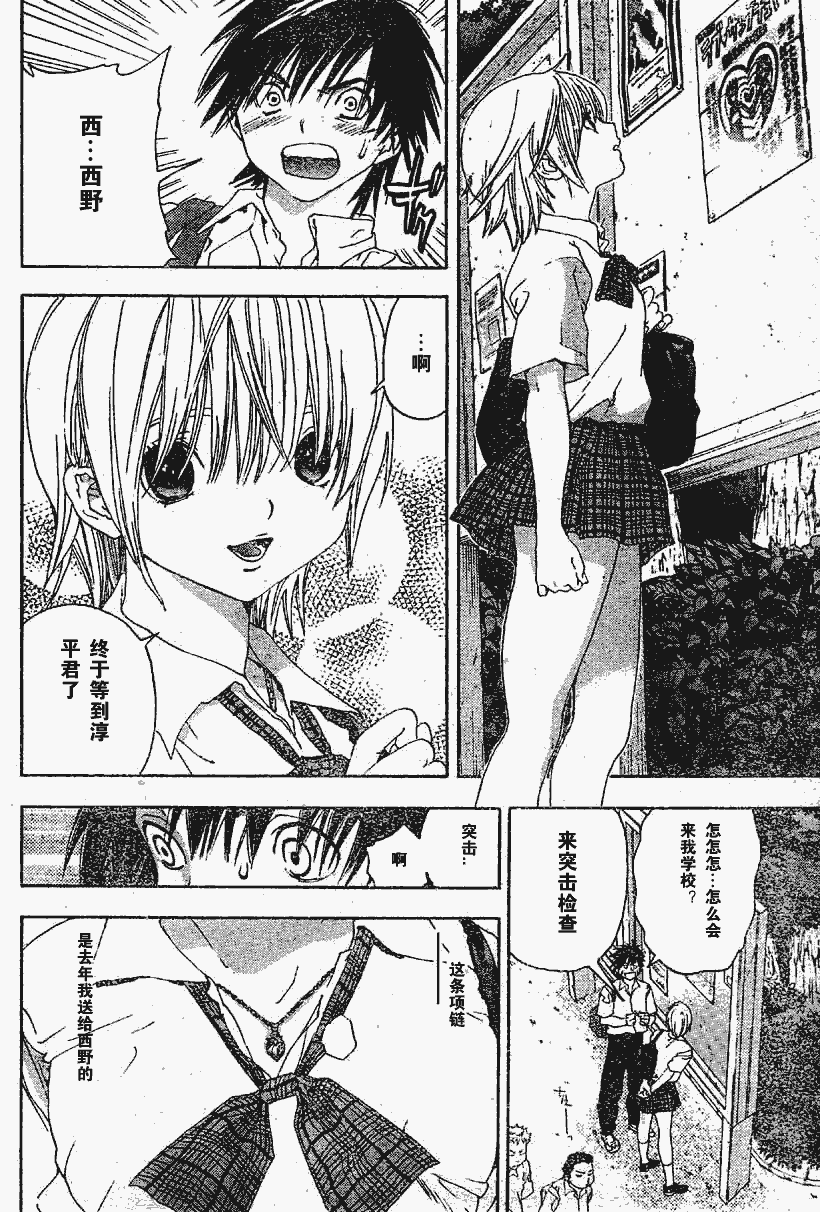 西…西野
…啊
终于等到淳
平君了
怎怎怎…怎么会
来我学校?
来突击检查
突击…
啊
这条项链
是去年我送给西野的